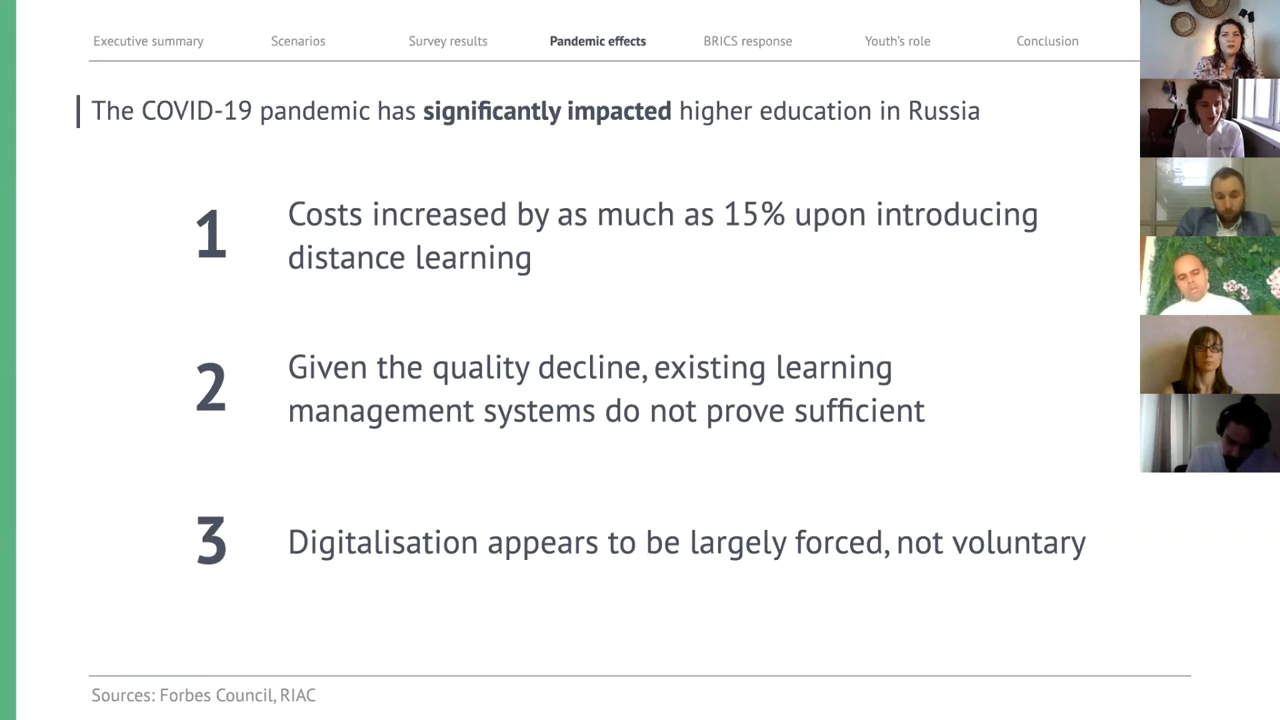 Executive summary Scenarios Survey results Pandemic effects BRICS response Youth's role Conclusion
The COVID-19 pandemic has significantly impacted higher education in Russia
1
Costs increased by as much as 15% upon introducing
distance learning
2
Given the quality decline, existing learning
management systems do not prove sufficient
3
Digitalisation appears to be largely forced, not voluntary
Sources: Forbes Council, RIAC